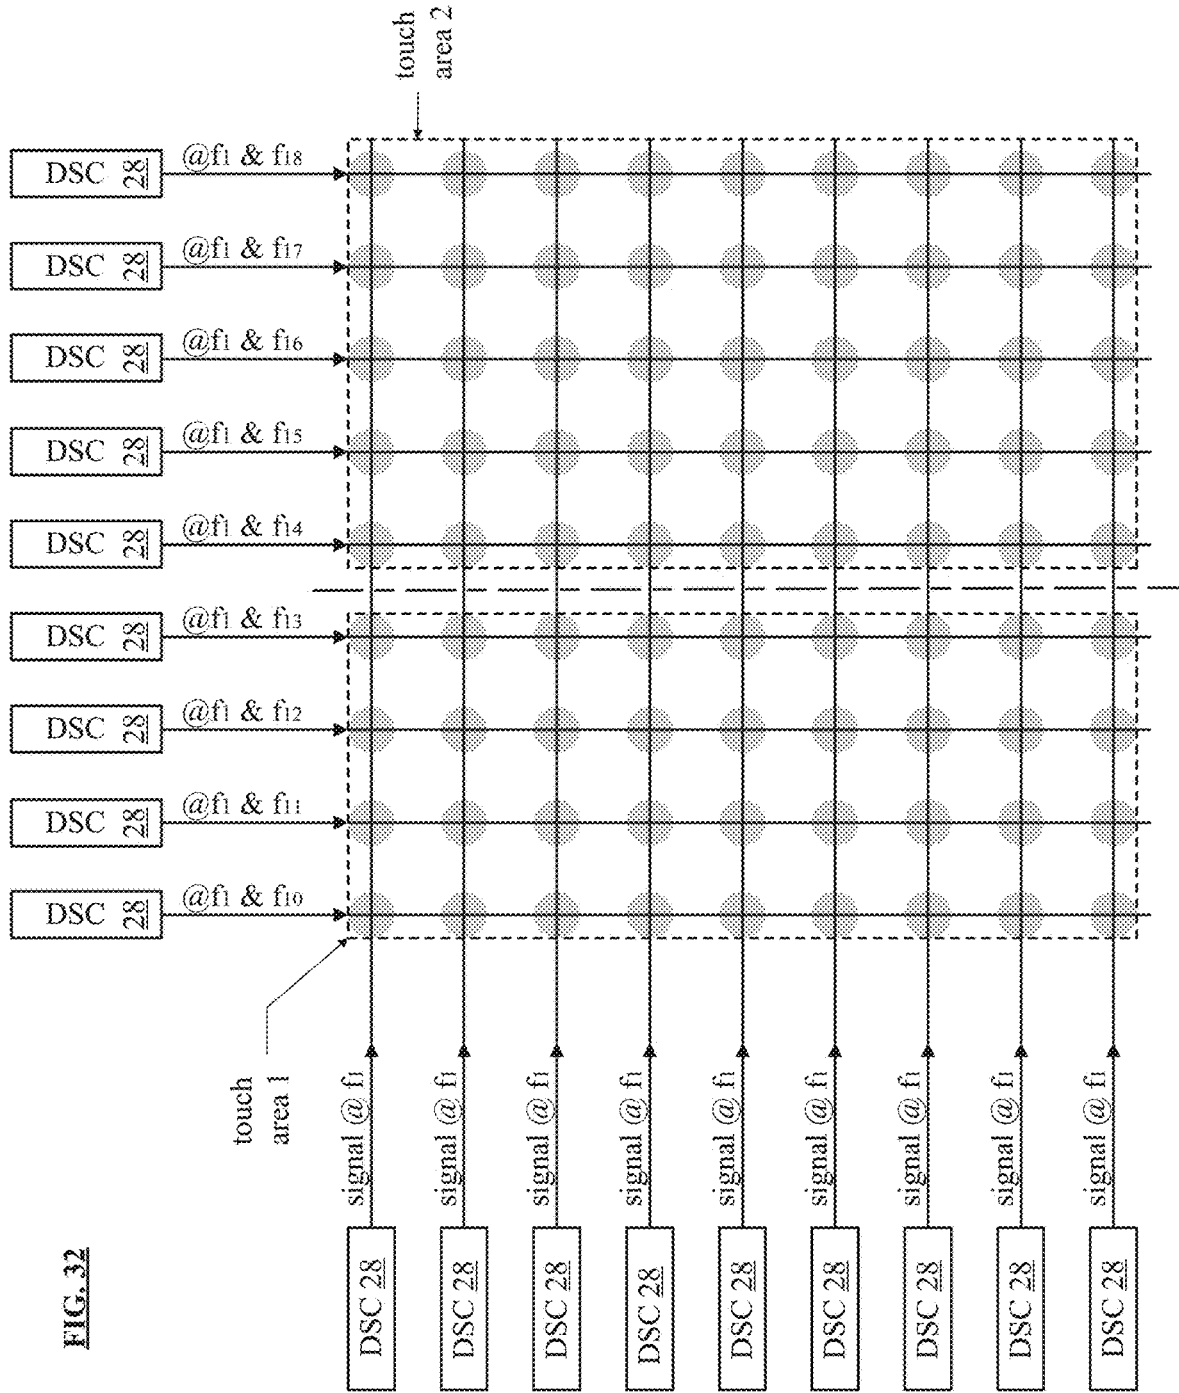 FIG. 32
touch
area 1
touch
area 2
DSC 28
@f1 & f10
DSC 28
@f1 & f11
DSC 28
@f1 & f12
DSC 28
@f1 & f13
DSC 28
@f1 & f14
DSC 28
@f1 & f15
DSC 28
@f1 & f16
DSC 28
@f1 & f17
DSC 28
@f1 & f18
DSC 28
signal @ f1
DSC 28
signal @ f1
DSC 28
signal @ f1
DSC 28
signal @ f1
DSC 28
signal @ f1
DSC 28
signal @ f1
DSC 28
signal @ f1
DSC 28
signal @ f1
DSC 28
signal @ f1